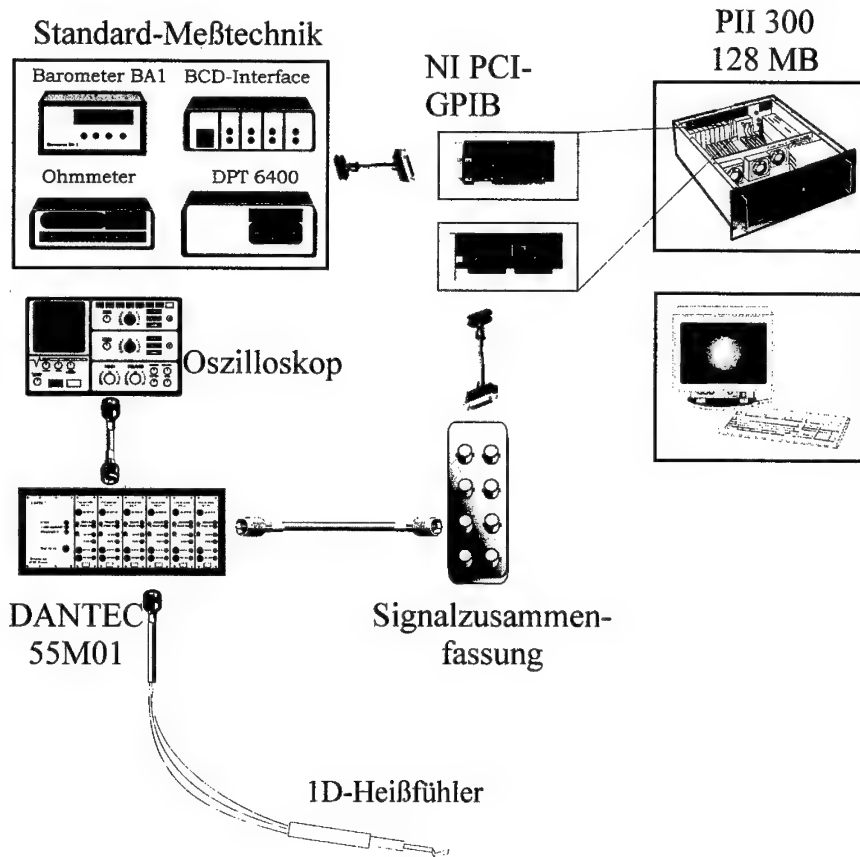 Standard-Meßtechnik
Barometer BA1
BCD-Interface
Ohmmeter
DPT 6400
NI PCI-
GPIB
PII 300
128 MB
Oszilloskop
DANTEC
55M01
Signalzusammen-
fassung
1D-Heißfühler